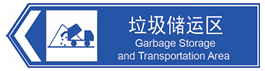 垃圾储运区
Garbage Storage
and Transportation Area